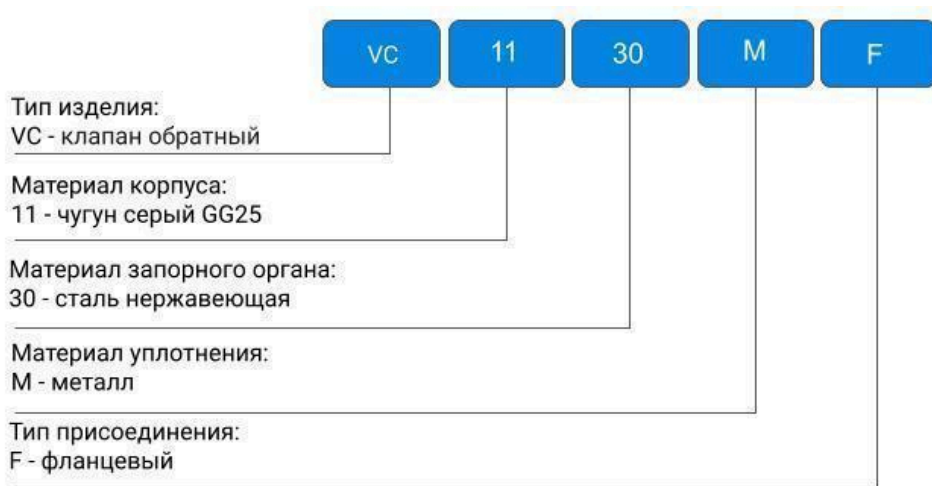 VC 11 30 M F
Тип изделия:
VC - клапан обратный
Материал корпуса:
11 - чугун серый GG25
Материал запорного органа:
30 - сталь нержавеющая
Материал уплотнения:
М - металл
Тип присоединения:
F - фланцевый